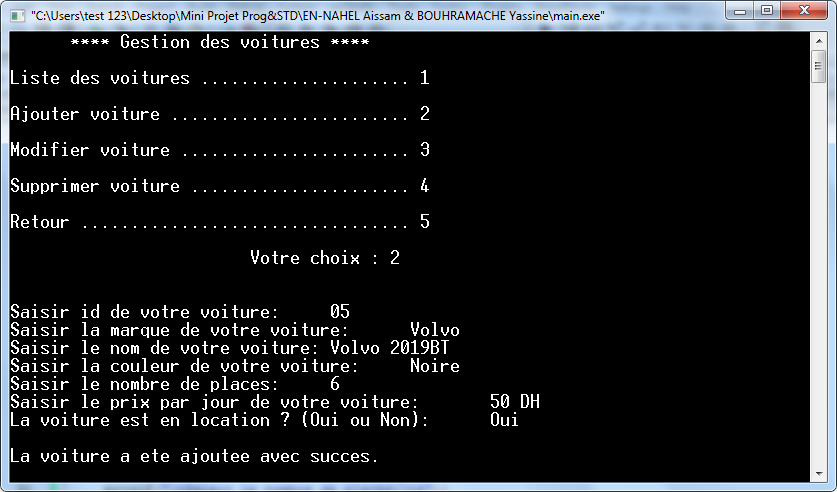 "C:\Users\test 123\Desktop\Mini Projet Prog&STD\EN-NAHEL Aissam & BOUHRAMACHE Yassine\main.exe"
**** Gestion des voitures ****
Liste des voitures ..................... 1
Ajouter voiture ........................ 2
Modifier voiture ....................... 3
Supprimer voiture ...................... 4
Retour ................................. 5
Votre choix : 2
Saisir id de votre voiture: 05
Saisir la marque de votre voiture: Volvo
Saisir le nom de votre voiture: Volvo 2019BT
Saisir la couleur de votre voiture: Noire
Saisir le nombre de places: 6
Saisir le prix par jour de votre voiture: 50 DH
La voiture est en location ? (Oui ou Non): Oui
La voiture a ete ajoutee avec succes.